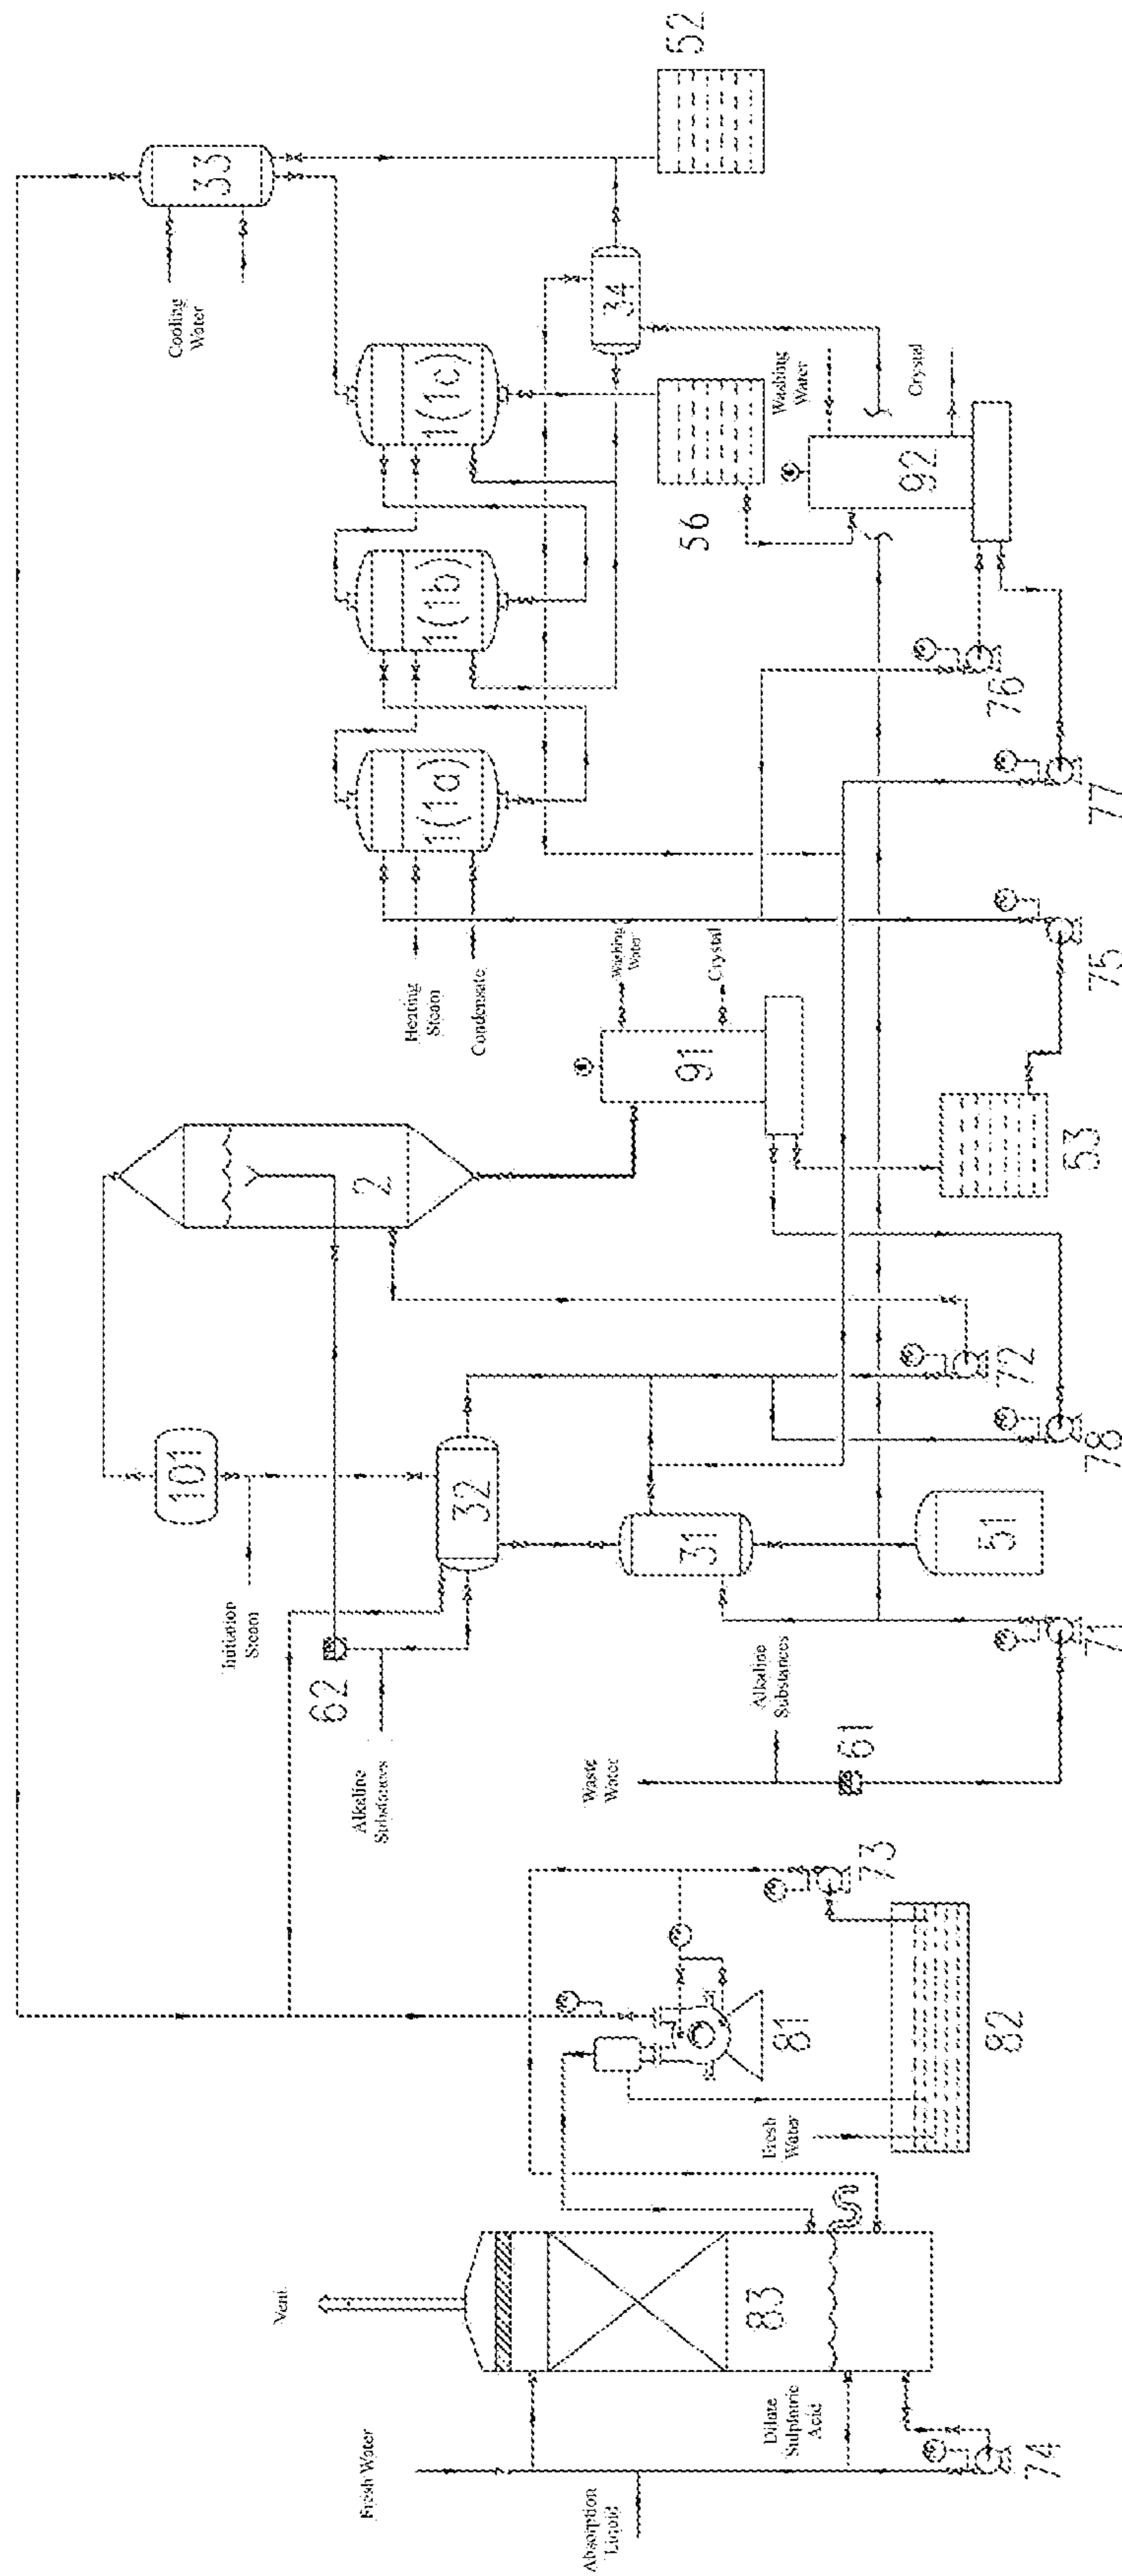 52
33
Cooling
Water
34
1(1c)
1(1b)
1(1a)
Washing
Water
Crystal
56
92
76
77
75
Heating
Steam
Condensate
Washing
Water
Crystal
91
53
2
101
Initiation
Steam
32
62
Alkaline
Substances
31
51
72
78
71
Alkaline
Substances
Waste
Water
61
73
81
82
Fresh
Water
Vent
83
Fresh Water
Dilute
Sulphuric
Acid
Absorption
Liquid
74